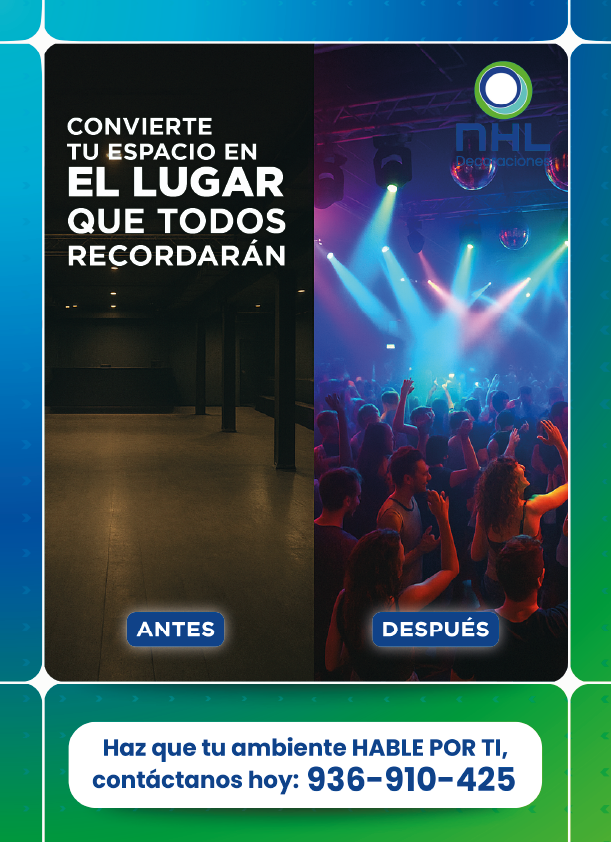 CONVIERTE
TU ESPACIO EN
EL LUGAR
QUE TODOS
RECORDARÁN
NHL
Decoraciones
ANTES
DESPUÉS
Haz que tu ambiente HABLE POR TI,
contáctanos hoy: 936-910-425